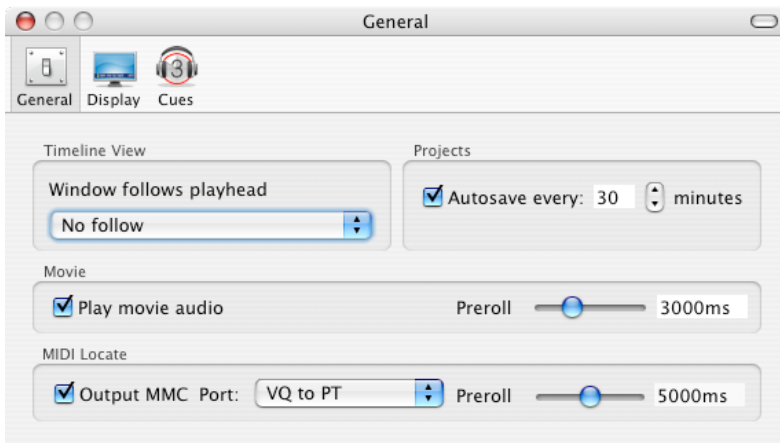 General
3
General Display Cues
Timeline View
Window follows playhead
No follow
Projects
Autosave every: 30 minutes
Movie
Play movie audio Preroll 3000ms
MIDI Locate
Output MMC Port: VQ to PT Preroll 5000ms